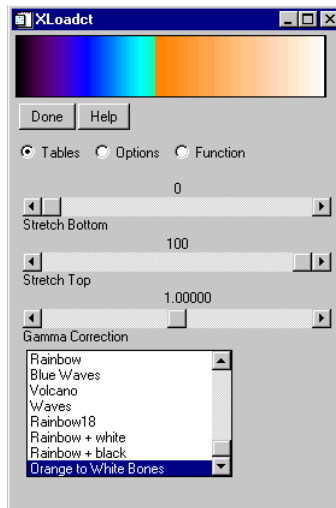 XLoadct
Done Help
Tables Options Function
0
Stretch Bottom
100
Stretch Top
1.00000
Gamma Correction
Rainbow
Blue Waves
Volcano
Waves
Rainbow18
Rainbow + white
Rainbow + black
Orange to White Bones